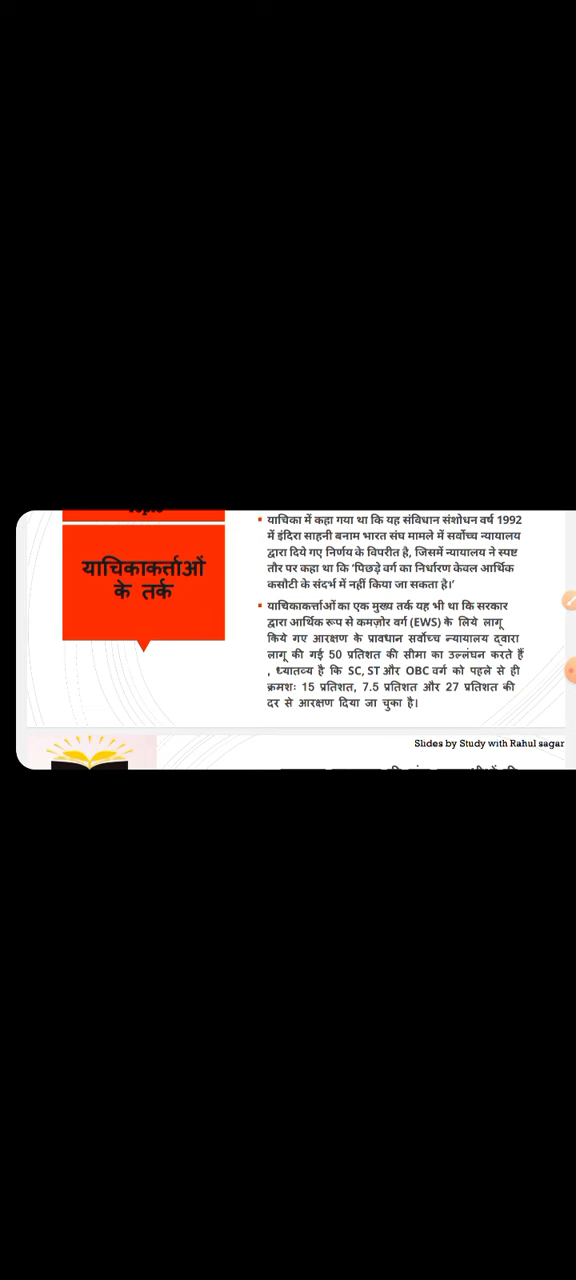 Topic
याचिकाकर्त्ताओं
के तर्क
▪ याचिका में कहा गया था कि यह संविधान संशोधन वर्ष 1992
में इंदिरा साहनी बनाम भारत संघ मामले में सर्वोच्च न्यायालय
द्वारा दिये गए निर्णय के विपरीत है, जिसमें न्यायालय ने स्पष्ट
तौर पर कहा था कि ‘पिछड़े वर्ग का निर्धारण केवल आर्थिक
कसौटी के संदर्भ में नहीं किया जा सकता है।’
▪ याचिकाकर्त्ताओं का एक मुख्य तर्क यह भी था कि सरकार
द्वारा आर्थिक रूप से कमज़ोर वर्ग (EWS) के लिये लागू
किये गए आरक्षण के प्रावधान सर्वोच्च न्यायालय द्वारा
लागू की गई 50 प्रतिशत की सीमा का उल्लंघन करते हैं
, ध्यातव्य है कि SC, ST और OBC वर्ग को पहले से ही
क्रमशः 15 प्रतिशत, 7.5 प्रतिशत और 27 प्रतिशत की
दर से आरक्षण दिया जा चुका है।
Slides by Study with Rahul sagar